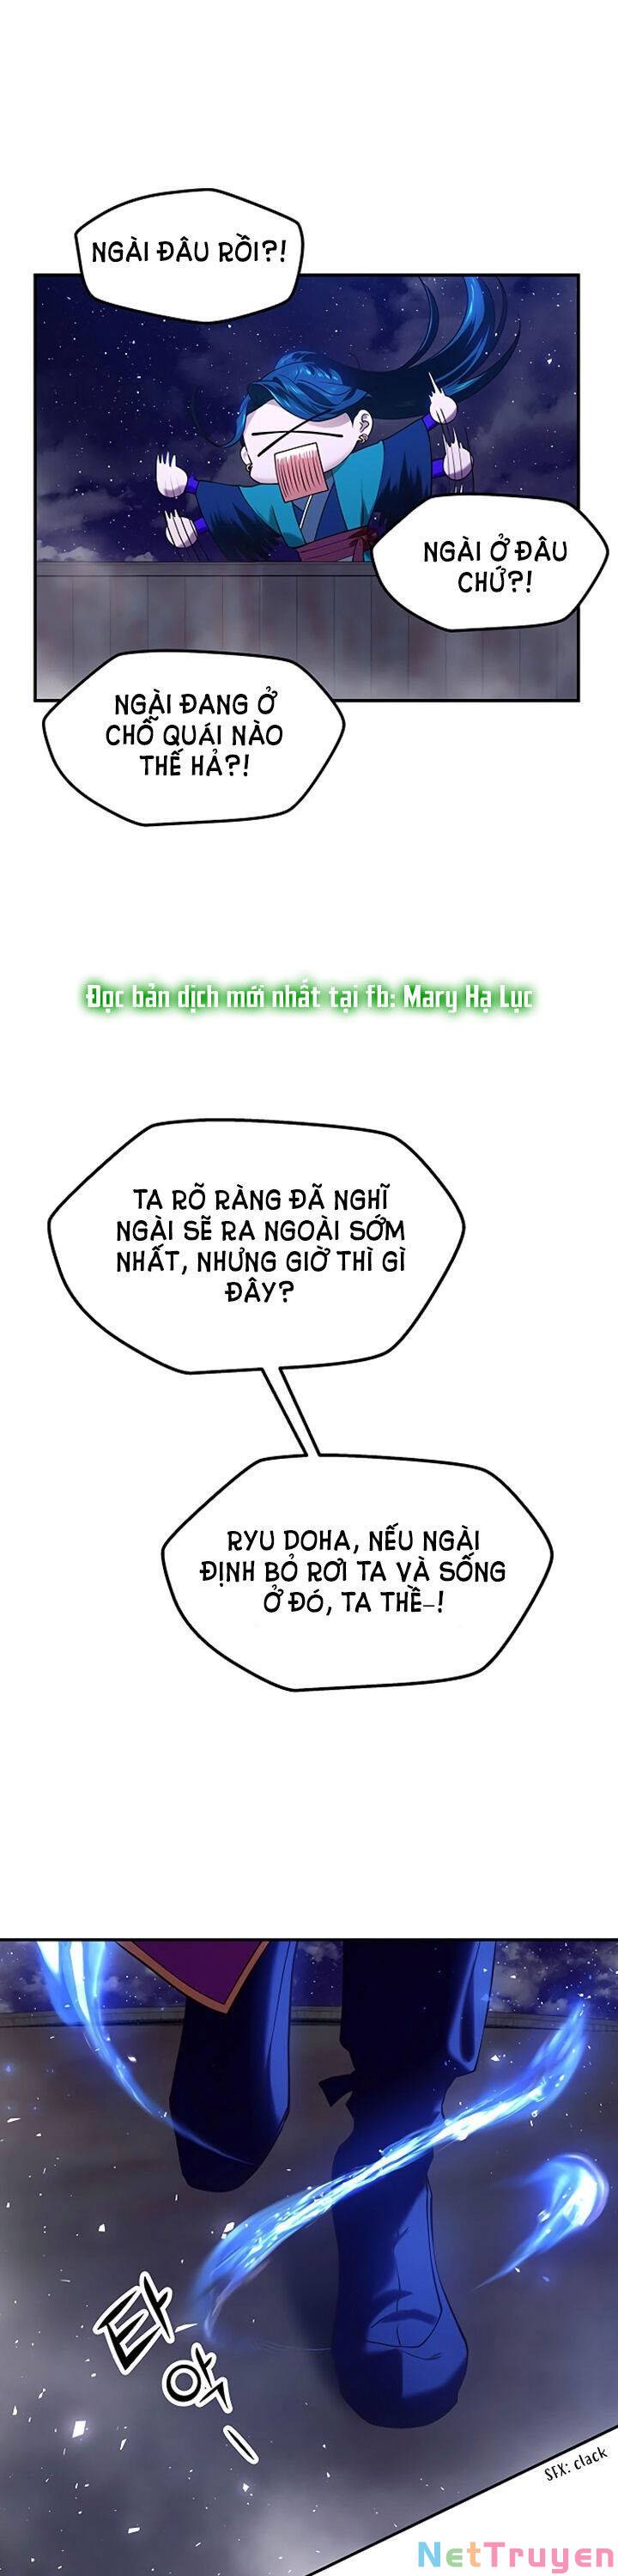 NGÀI ĐÂU RỒI?!
NGÀI Ở ĐÂU
CHỨ?!
NGÀI ĐANG Ở
CHỖ QUÁI NÀO
THẾ HẢ?!
Đọc bản dịch mới nhất tại fb: Mary Hạ Lục
TA RÕ RÀNG ĐÃ NGHĨ
NGÀI SẼ RA NGOÀI SỚM
NHẤT, NHƯNG GIỜ THÌ GÌ
ĐÂY?
RYU DOHA, NẾU NGÀI
ĐỊNH BỎ RƠI TA VÀ SỐNG
Ở ĐÓ, TA THỀ–!
타악
SFX: clack
NetTruyen